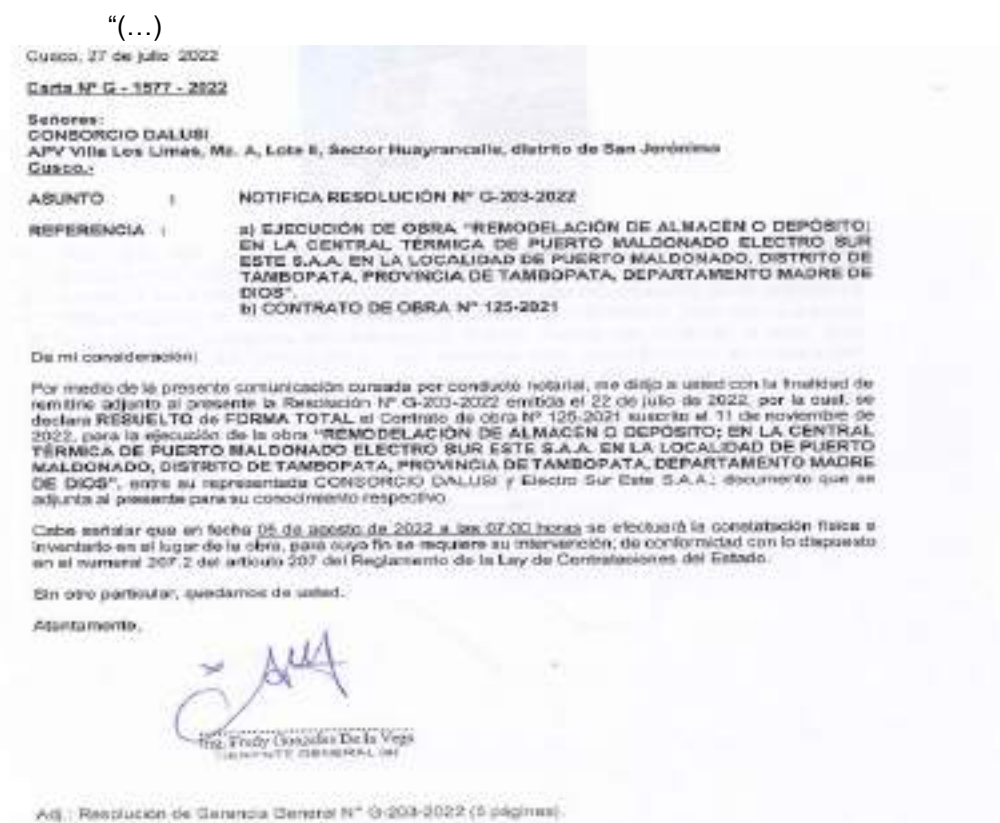 “(…)
Cusco, 27 de julio 2022
Carta N° G - 1577 - 2022
Señores:
CONSORCIO DALUSI
APV Villa Los Limas, Mz. A, Lote 8, Sector Huayrancalle, distrito de San Jerónimo
Cusco.-
ASUNTO : NOTIFICA RESOLUCIÓN N° G-203-2022
REFERENCIA : a) EJECUCIÓN DE OBRA "REMODELACIÓN DE ALMACÉN O DEPÓSITO;
EN LA CENTRAL TÉRMICA DE PUERTO MALDONADO ELECTRO SUR
ESTE S.A.A. EN LA LOCALIDAD DE PUERTO MALDONADO, DISTRITO DE
TAMBOPATA, PROVINCIA DE TAMBOPATA, DEPARTAMENTO MADRE DE
DIOS".
b) CONTRATO DE OBRA N° 125-2021
De mi consideración;
Por medio de la presente comunicación cursada por conducto notarial, me dirijo a usted con la finalidad de
remitirle adjunto al presente la Resolución N° G-203-2022 emitida el 22 de julio de 2022, por la cual, se
declara RESUELTO de FORMA TOTAL el Contrato de obra N° 125-2021 suscrito el 11 de noviembre de
2022, para la ejecución de la obra "REMODELACIÓN DE ALMACÉN O DEPÓSITO; EN LA CENTRAL
TÉRMICA DE PUERTO MALDONADO ELECTRO SUR ESTE S.A.A. EN LA LOCALIDAD DE PUERTO
MALDONADO, DISTRITO DE TAMBOPATA, PROVINCIA DE TAMBOPATA, DEPARTAMENTO MADRE
DE DIOS", entre su representada CONSORCIO DALUSI y Electro Sur Este S.A.A.; documento que se
adjunta al presente para su conocimiento respectivo.
Cabe señalar que en fecha 05 de agosto de 2022 a las 07:00 horas se efectuará la constatación física e
inventario en el lugar de la obra, para cuyo fin se requiere su intervención; de conformidad con lo dispuesto
en el numeral 207.2 del artículo 207 del Reglamento de la Ley de Contrataciones del Estado.
Sin otro particular, quedamos de usted.
Atentamente,
Ing. Fredy Gonzales De la Vega
GERENTE GENERAL (e)
Adj.: Resolución de Gerencia General N° G-203-2022 (5 páginas).